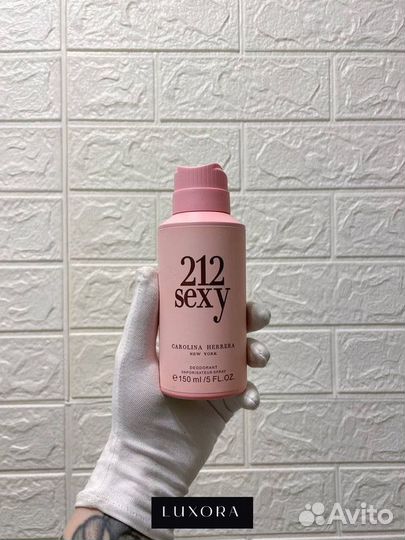 212
sexy
CAROLINA HERRERA
NEW YORK
DEODORANT
VAPORISATEUR-SPRAY
℮150 ml/5 FL.OZ.
LUXORA
Avito